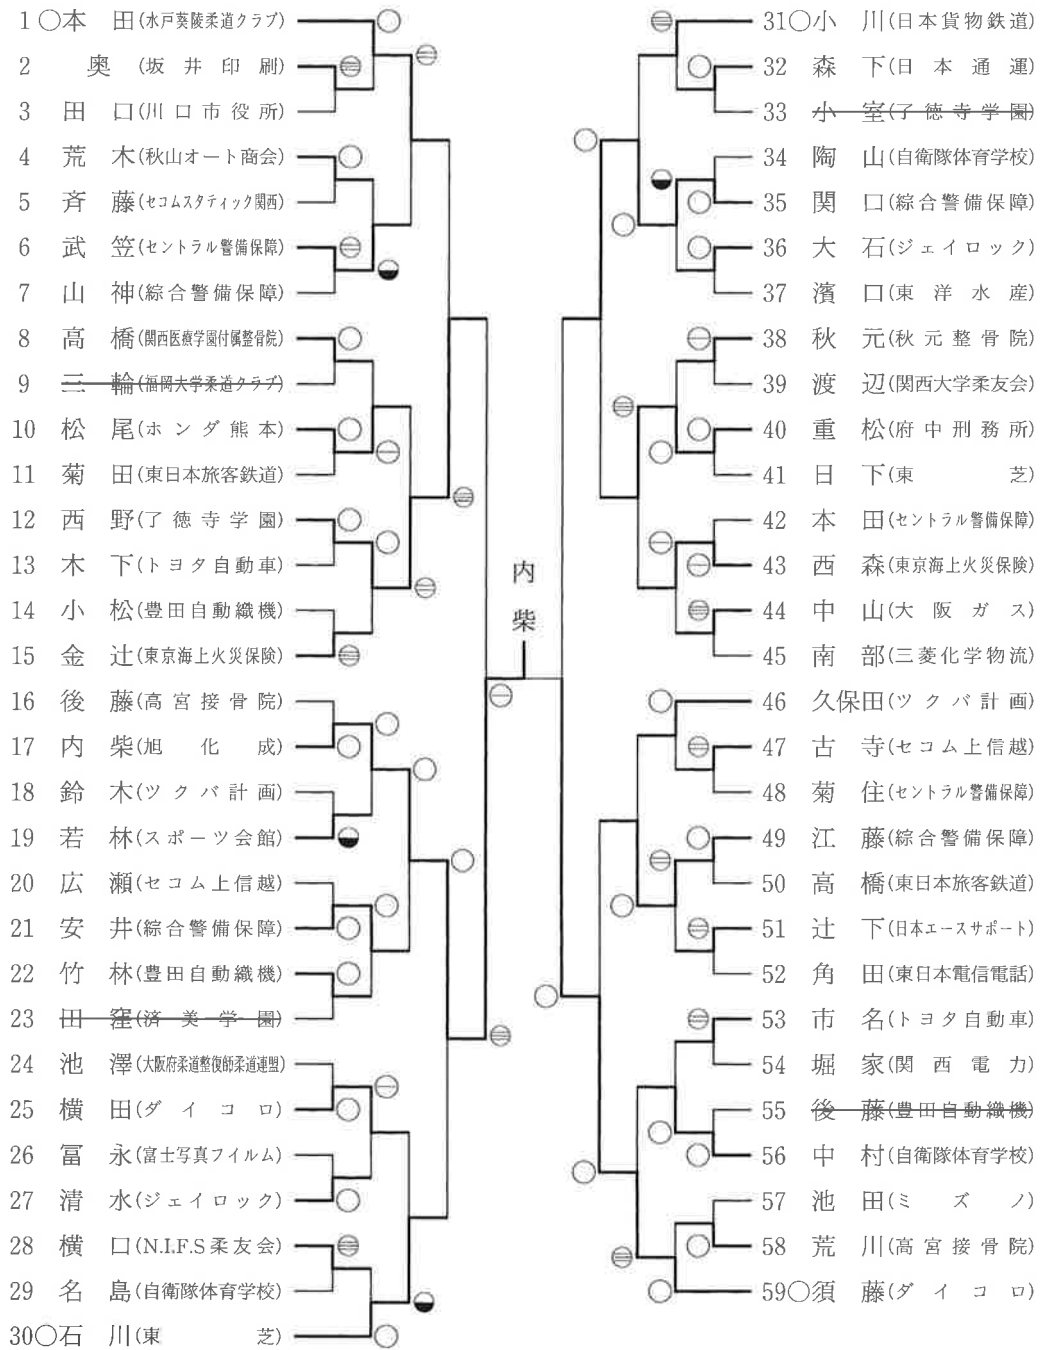 1○本 田(水戸葵陵柔道クラブ)
2 奥 (坂井印刷)
3 田 口(川口市役所)
4 荒 木(秋山オート商会)
5 斉 藤(セコムスタティック関西)
6 武 笠(セントラル警備保障)
7 山 神(綜合警備保障)
8 高 橋(関西医療学園付属整骨院)
9 三 輪(福岡大学柔道クラブ)
10 松 尾(ホンダ熊本)
11 菊 田(東日本旅客鉄道)
12 西 野(了徳寺学園)
13 木 下(トヨタ自動車)
14 小 松(豊田自動織機)
15 金 辻(東京海上火災保険)
16 後 藤(高宮接骨院)
17 内 柴(旭化成)
18 鈴 木(ツクバ計画)
19 若 林(スポーツ会館)
20 広 瀬(セコム上信越)
21 安 井(綜合警備保障)
22 竹 林(豊田自動織機)
23 田 窪(済美学園)
24 池 澤(大阪府柔道整復師柔道連盟)
25 横 田(ダイコロ)
26 冨 永(富士写真フイルム)
27 清 水(ジェイロック)
28 横 口(N.I.F.S柔友会)
29 名 島(自衛隊体育学校)
30○石 川(東芝)
内柴
31○小 川(日本貨物鉄道)
32 森 下(日本通運)
33 小 室(了徳寺学園)
34 陶 山(自衛隊体育学校)
35 関 口(綜合警備保障)
36 大 石(ジェイロック)
37 濱 口(東洋水産)
38 秋 元(秋元整骨院)
39 渡 辺(関西大学柔友会)
40 重 松(府中刑務所)
41 日 下(東芝)
42 本 田(セントラル警備保障)
43 西 森(東京海上火災保険)
44 中 山(大阪ガス)
45 南 部(三菱化学物流)
46 久保田(ツクバ計画)
47 古 寺(セコム上信越)
48 菊 住(セントラル警備保障)
49 江 藤(綜合警備保障)
50 高 橋(東日本旅客鉄道)
51 辻 下(日本エースサポート)
52 角 田(東日本電信電話)
53 市 名(トヨタ自動車)
54 堀 家(関西電力)
55 後 藤(豊田自動織機)
56 中 村(自衛隊体育学校)
57 池 田(ミズノ)
58 荒 川(高宮接骨院)
59○須 藤(ダイコロ)